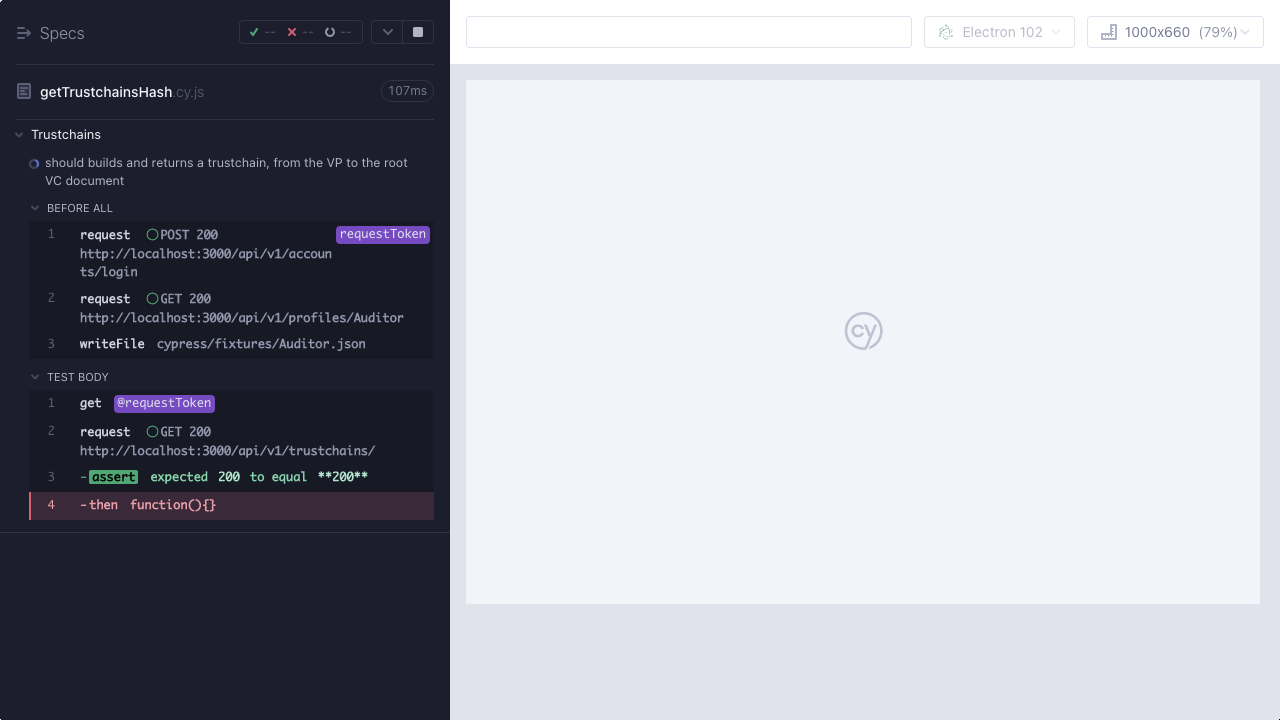 Specs
-- -- --
Electron 102
1000x660 (79%)
getTrustchainsHash.cy.js 107ms
Trustchains
should builds and returns a trustchain, from the VP to the root
VC document
BEFORE ALL
1 request POST 200 requestToken
http://localhost:3000/api/v1/accoun
ts/login
2 request GET 200
http://localhost:3000/api/v1/profiles/Auditor
3 writeFile cypress/fixtures/Auditor.json
TEST BODY
1 get @requestToken
2 request GET 200
http://localhost:3000/api/v1/trustchains/
3 -assert expected 200 to equal **200**
4 -then function(){}
cy